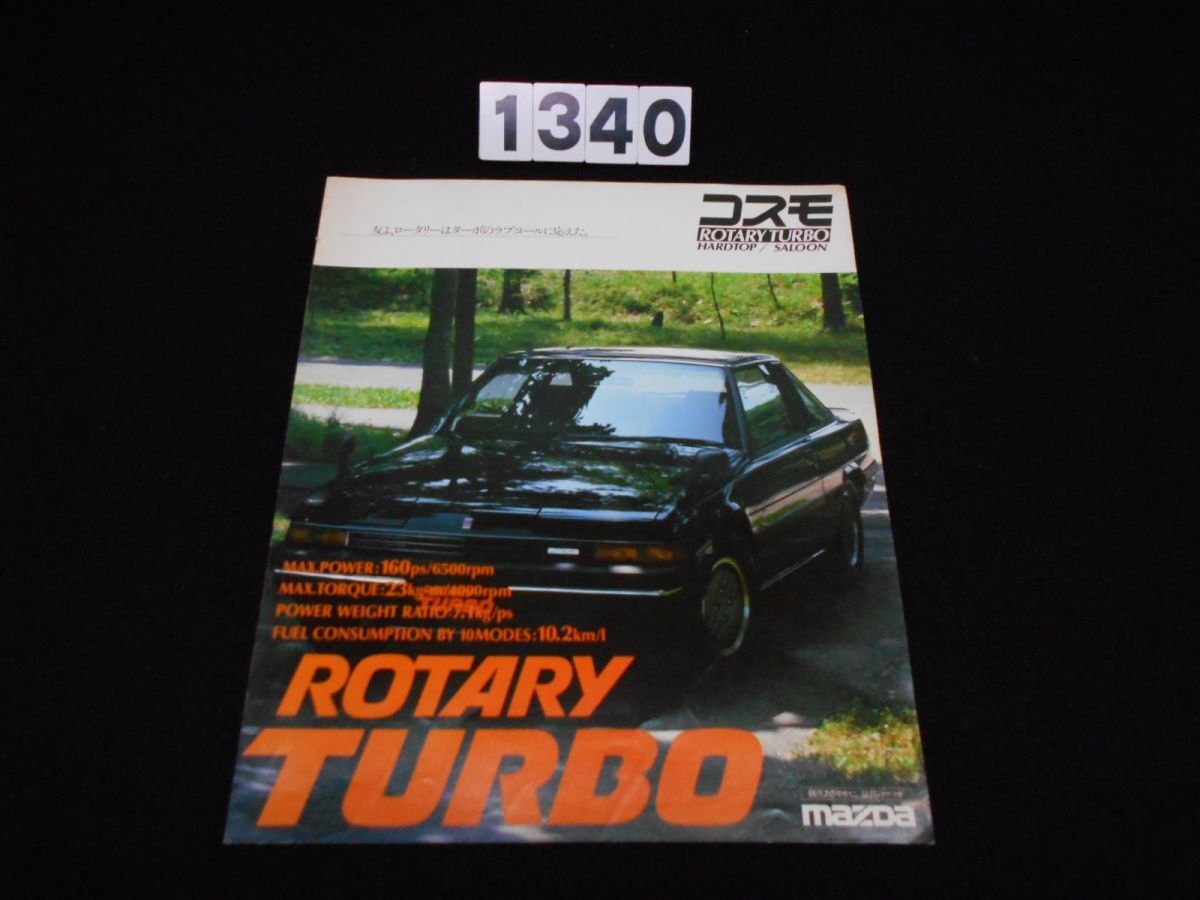 1340
友よ、ロータリーはターボのラブコールに応えた。
コスモ
ROTARY TURBO
HARDTOP / SALOON
MAX.POWER:160ps/6500rpm
MAX.TORQUE:23kg-m/4000rpm
TURBO
POWER WEIGHT RATIO:7.1kg/ps
FUEL CONSUMPTION BY 10MODES:10.2km/l
ROTARY
TURBO
mazDa